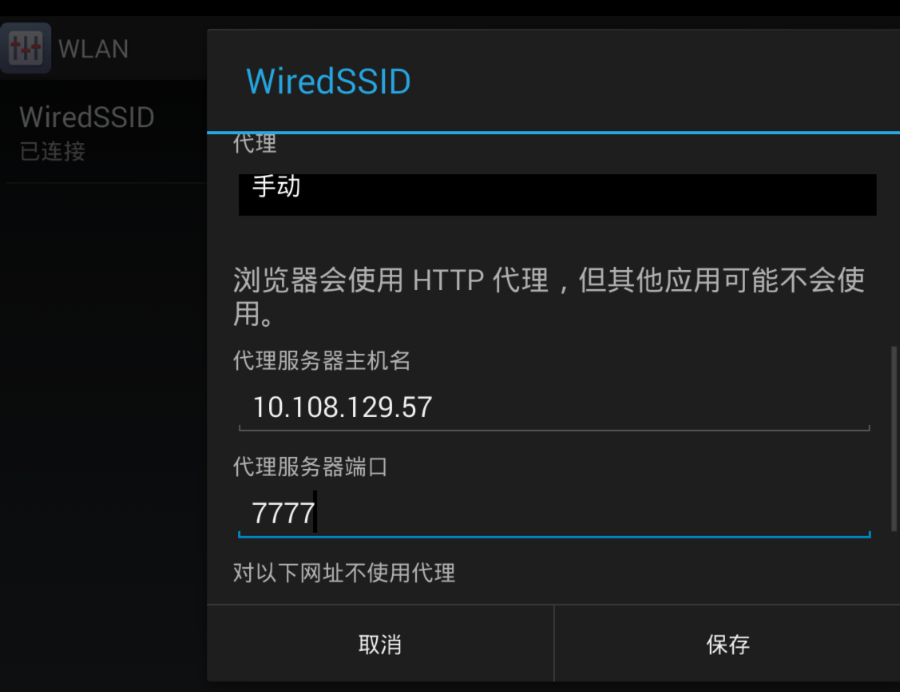 WLAN
WiredSSID
已连接
WiredSSID
代理
手动
浏览器会使用 HTTP 代理，但其他应用可能不会使
用。
代理服务器主机名
10.108.129.57
代理服务器端口
7777
对以下网址不使用代理
取消
保存